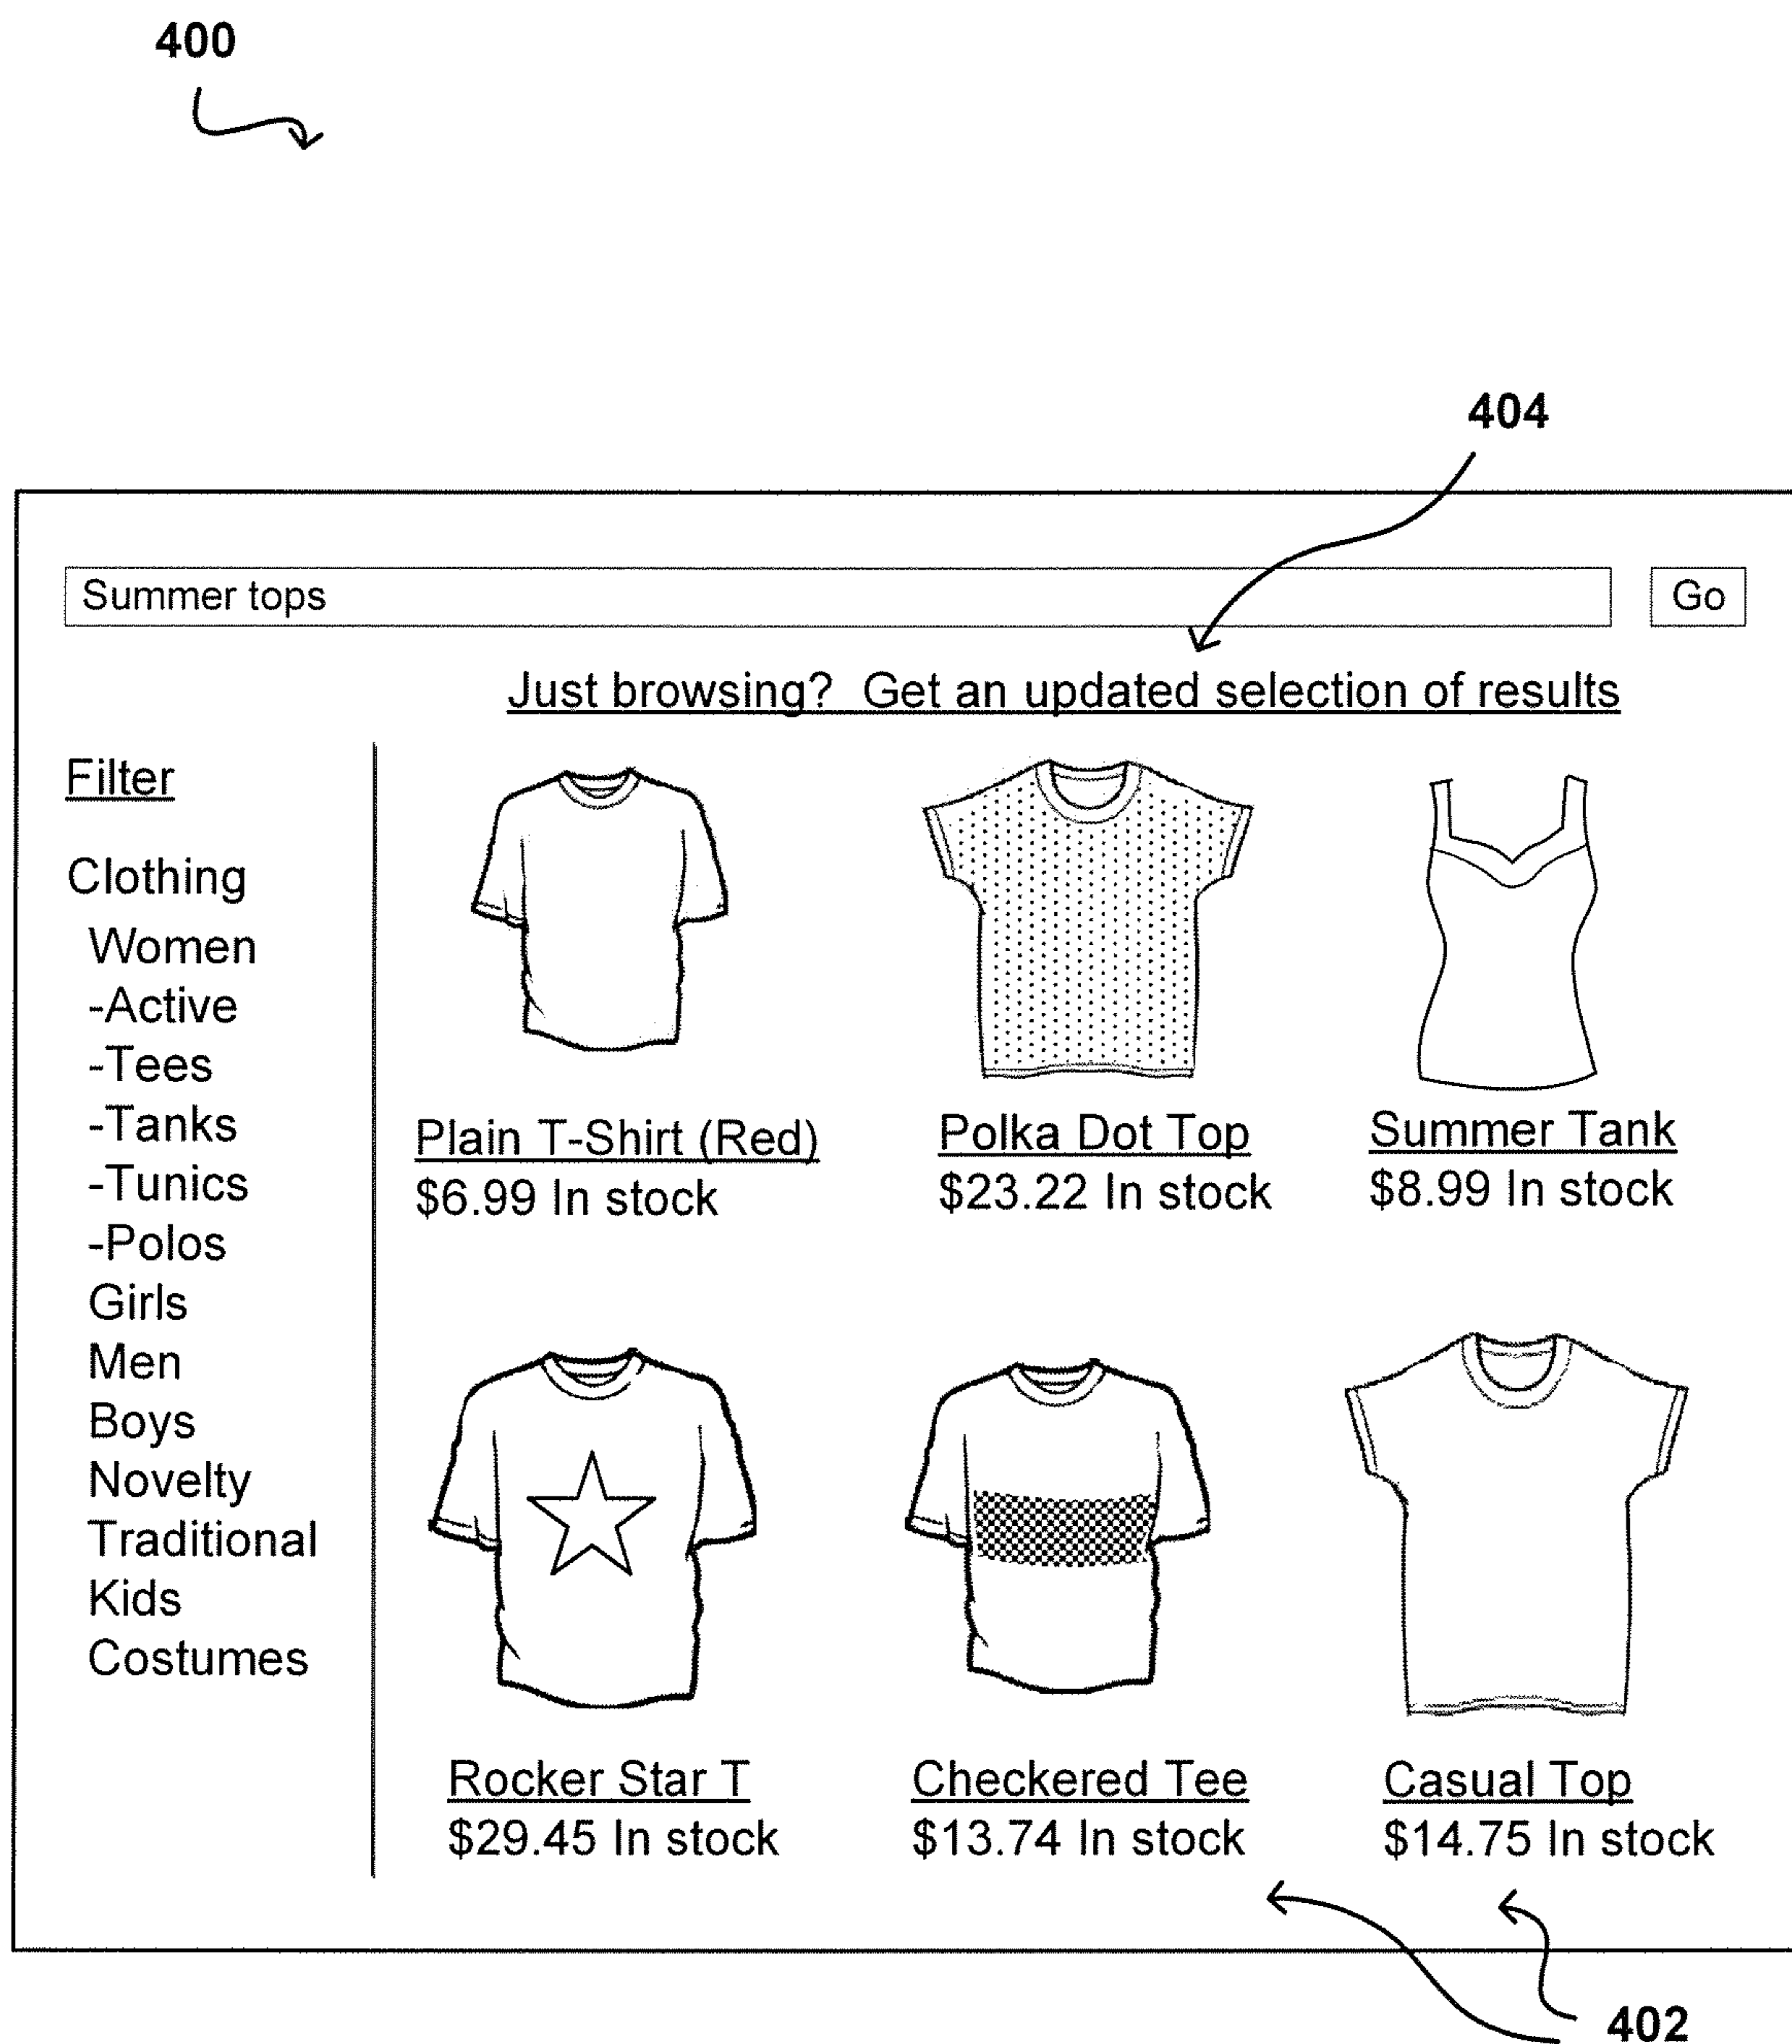 400
404
Summer tops
Go
Just browsing? Get an updated selection of results
Filter
Clothing
Women
-Active
-Tees
-Tanks
-Tunics
-Polos
Girls
Men
Boys
Novelty
Traditional
Kids
Costumes
Plain T-Shirt (Red)
$6.99 In stock
Polka Dot Top
$23.22 In stock
Summer Tank
$8.99 In stock
Rocker Star T
$29.45 In stock
Checkered Tee
$13.74 In stock
Casual Top
$14.75 In stock
402